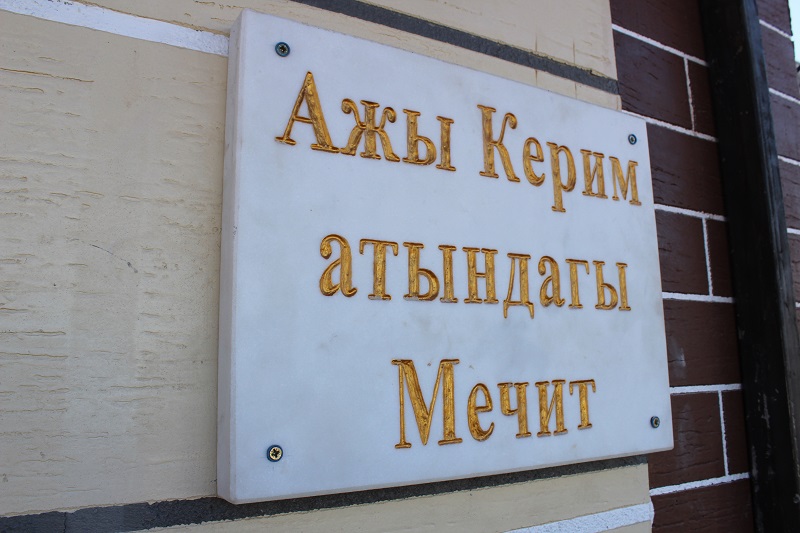 Ажы Керим
атындагы
Мечит